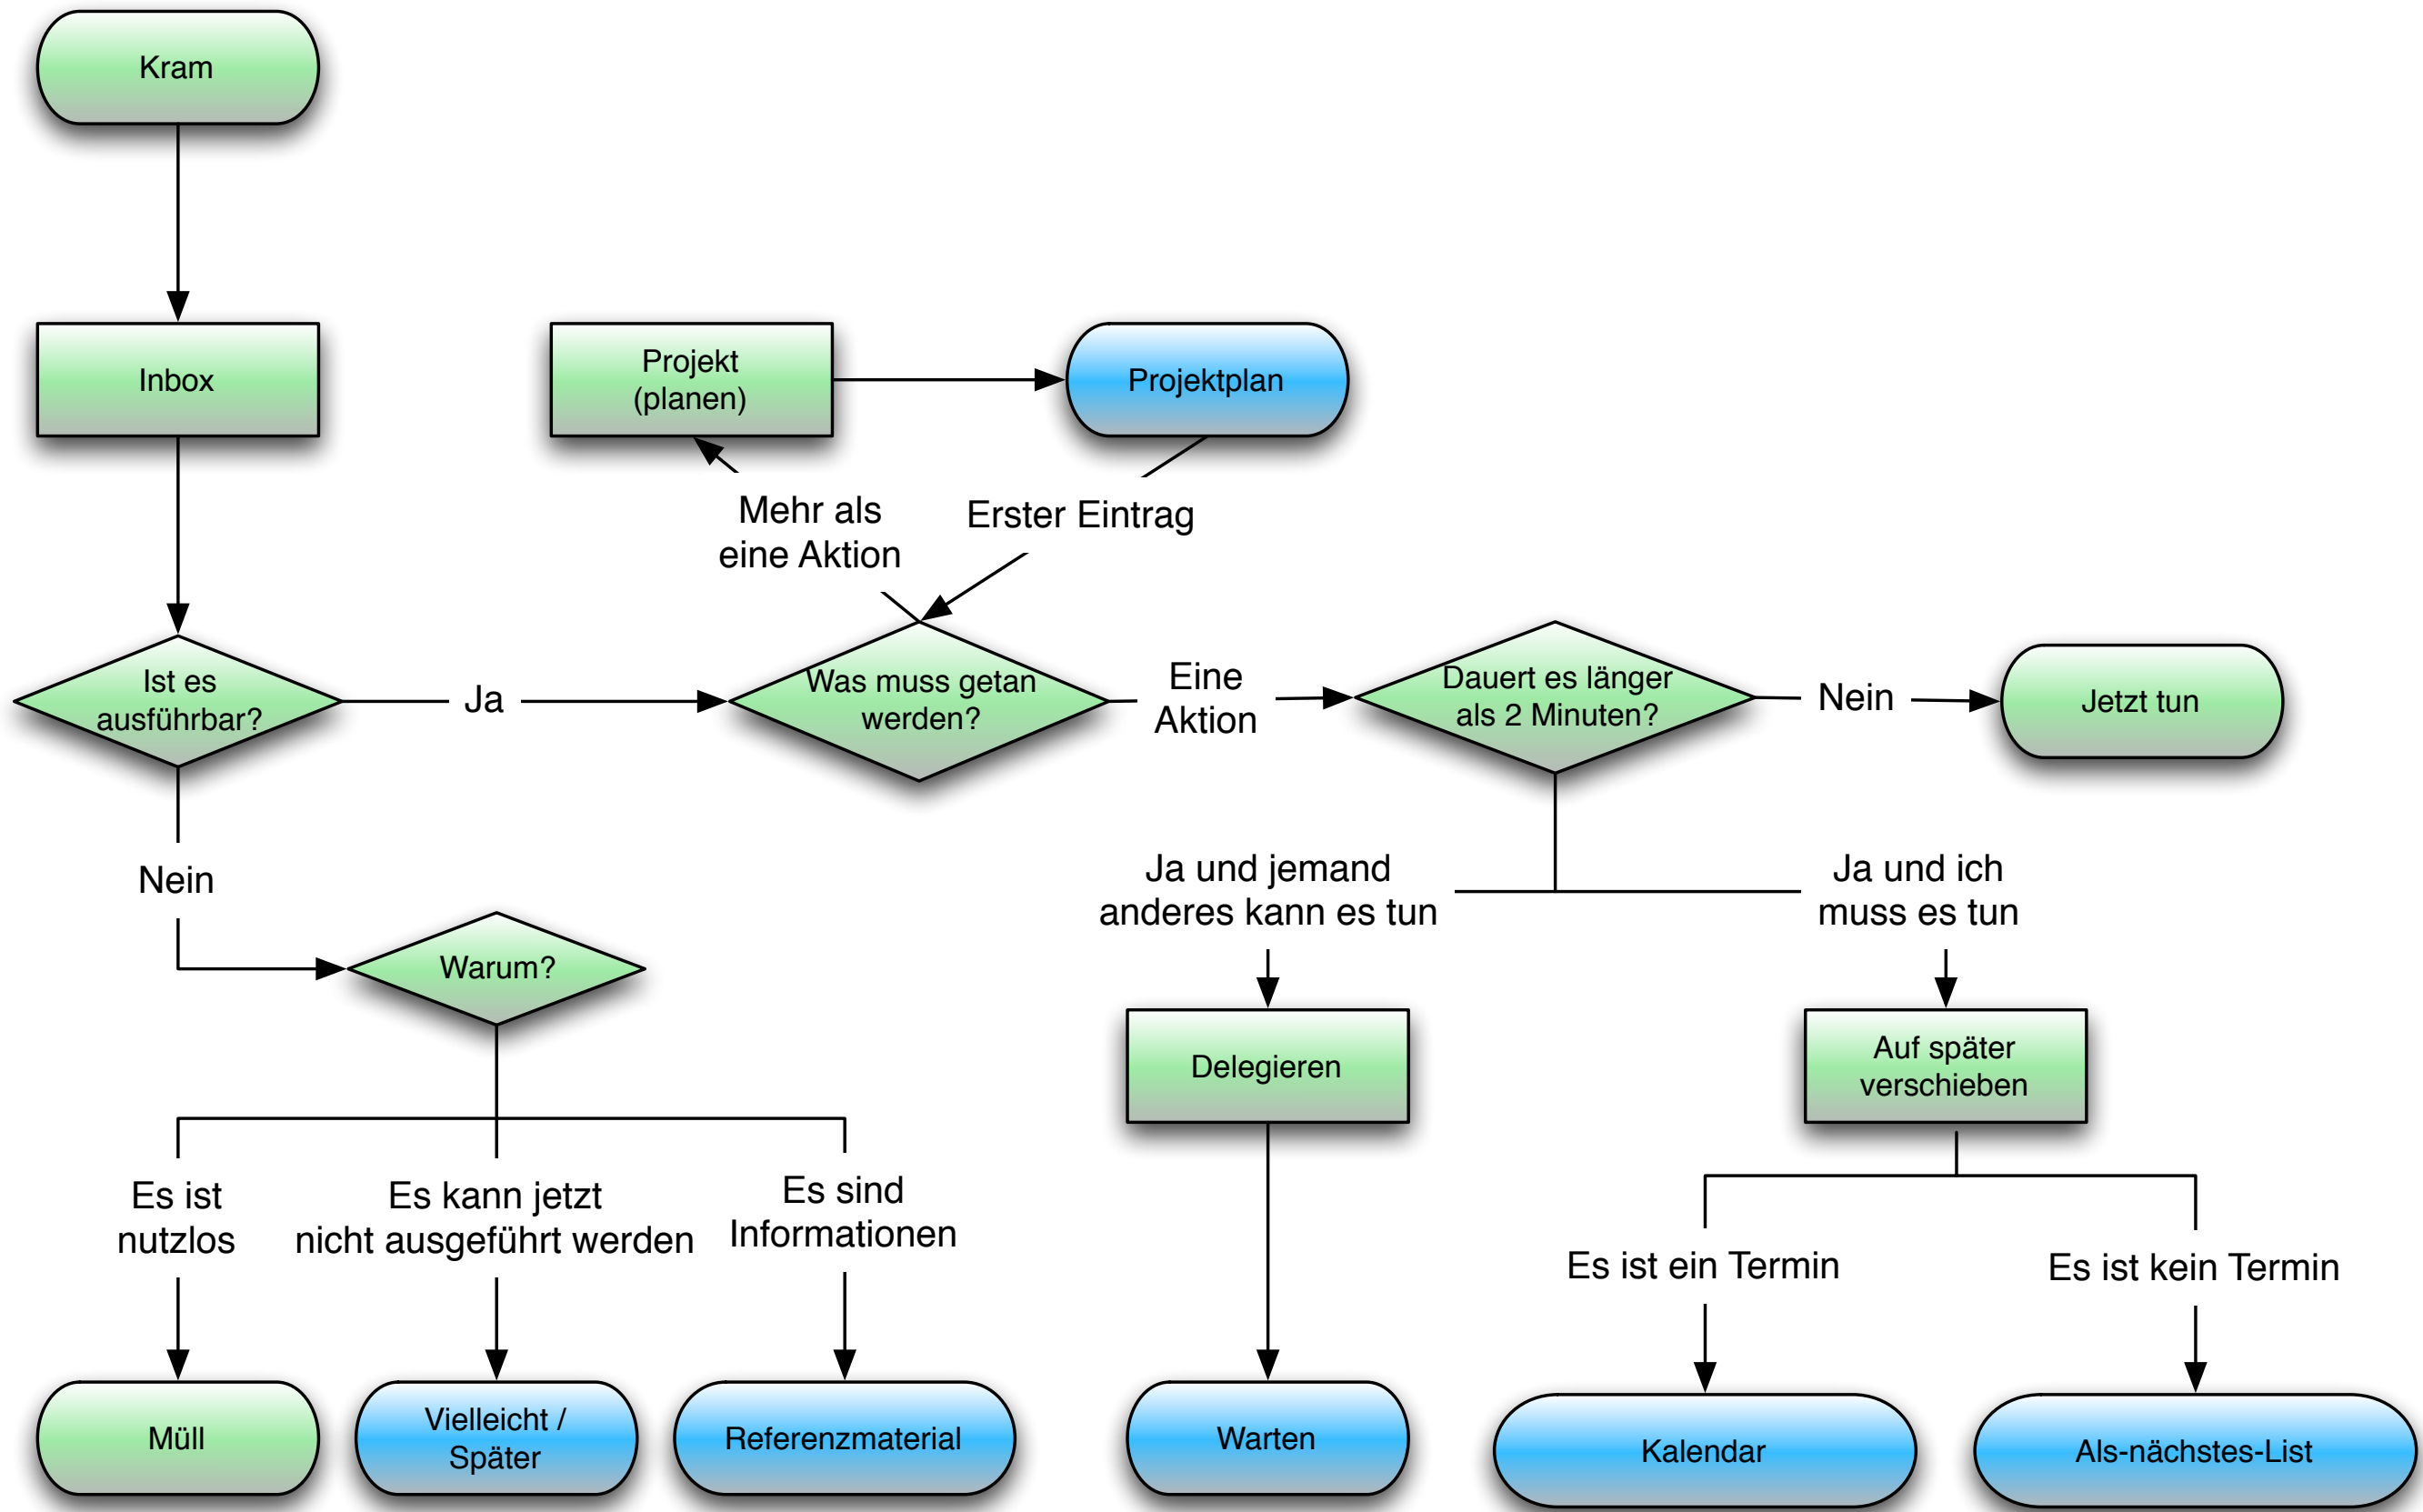 Kram
Inbox
Projekt
(planen)
Projektplan
Mehr als
eine Aktion
Erster Eintrag
Ist es
ausführbar?
Ja
Was muss getan
werden?
Eine
Aktion
Dauert es länger
als 2 Minuten?
Nein
Jetzt tun
Nein
Ja und jemand
anderes kann es tun
Ja und ich
muss es tun
Warum?
Delegieren
Auf später
verschieben
Es ist
nutzlos
Es kann jetzt
nicht ausgeführt werden
Es sind
Informationen
Es ist ein Termin
Es ist kein Termin
Müll
Vielleicht /
Später
Referenzmaterial
Warten
Kalendar
Als-nächstes-List